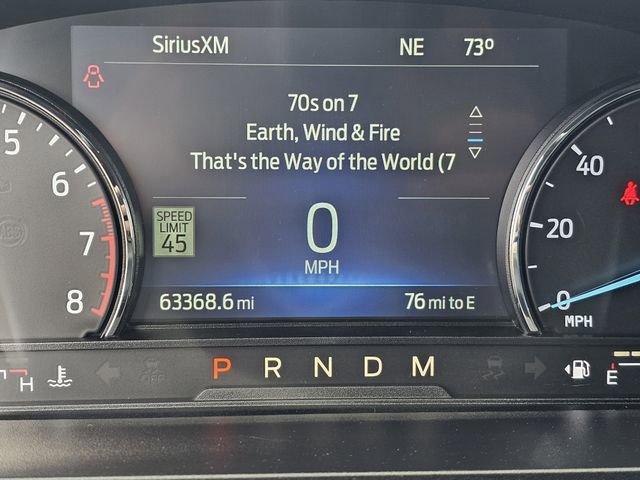 SiriusXM NE 73º
70s on 7
Earth, Wind & Fire
That's the Way of the World (7
SPEED
LIMIT
45
0
MPH
63368.6 mi 76 mi to E
5
6
7
8
40
20
0
MPH
H OFF P R N D M E